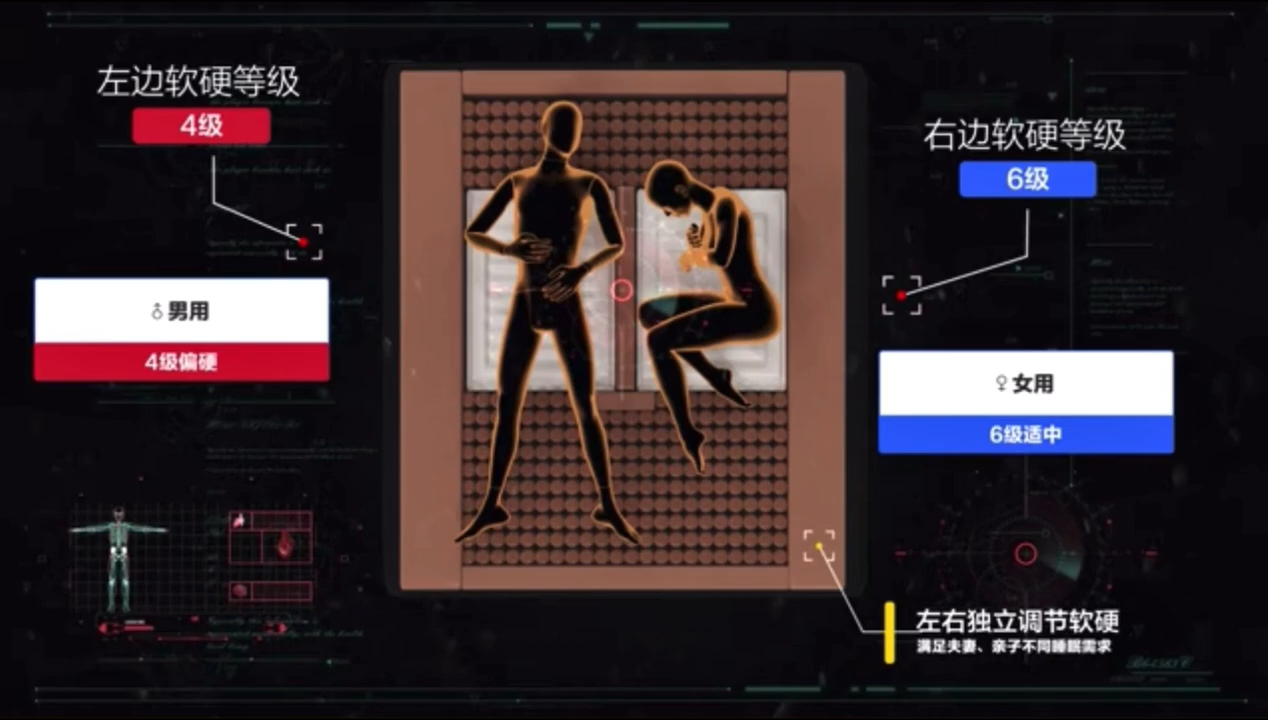 左边软硬等级
4级
♂男用
4级偏硬
右边软硬等级
6级
♀女用
6级适中
左右独立调节软硬
满足夫妻、亲子不同睡眠需求